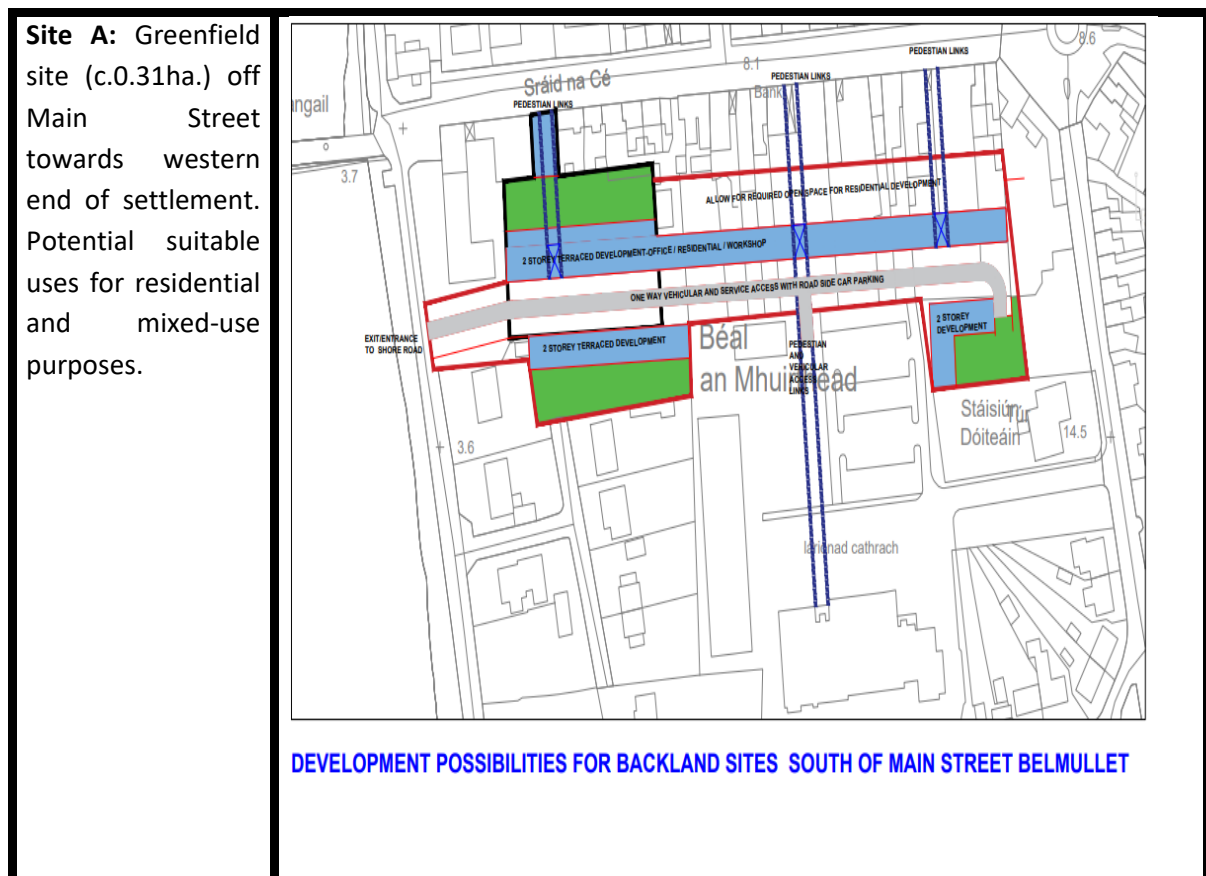 Site A: Greenfield
site (c.0.31ha.) off
Main Street
towards western
end of settlement.
Potential suitable
uses for residential
and mixed-use
purposes.
8.6
PEDESTIAN LINKS
8.1
PEDESTIAN LINKS
Bank
Sráid na Cé
PEDESTIAN LINKS
angail
3.7
ALLOW FOR REQUIRED OPEN SPACE FOR RESIDENTIAL DEVELOPMENT
2 STOREY TERRACED DEVELOPMENT-OFFICE / RESIDENTIAL / WORKSHOP
ONE WAY VEHICULAR AND SERVICE ACCESS WITH ROAD SIDE CAR PARKING
EXIT/ENTRANCE
TO SHORE ROAD
2 STOREY TERRACED DEVELOPMENT
2 STOREY
DEVELOPMENT
Béal
an Mhuirthead
PEDESTIAN
AND
VEHICULAR
ACCESS
LINKS
Stáisiún
Dóiteáin
Túr
14.5
3.6
cathrach
DEVELOPMENT POSSIBILITIES FOR BACKLAND SITES SOUTH OF MAIN STREET BELMULLET